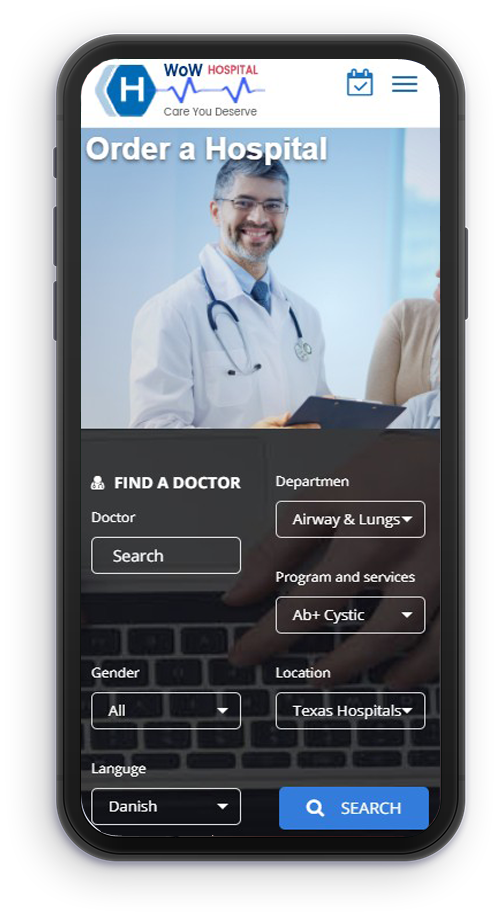 H
WoW HOSPITAL
Care You Deserve
Order a Hospital
FIND A DOCTOR
Doctor
Search
Departmen
Airway & Lungs
Program and services
Ab+ Cystic
Gender
All
Location
Texas Hospitals
Languge
Danish
SEARCH